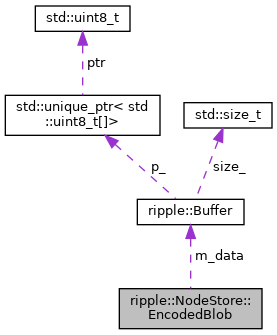 std::uint8_t
ptr
std::unique_ptr< std
::uint8_t[]>
std::size_t
p_
size_
ripple::Buffer
m_data
ripple::NodeStore::
EncodedBlob